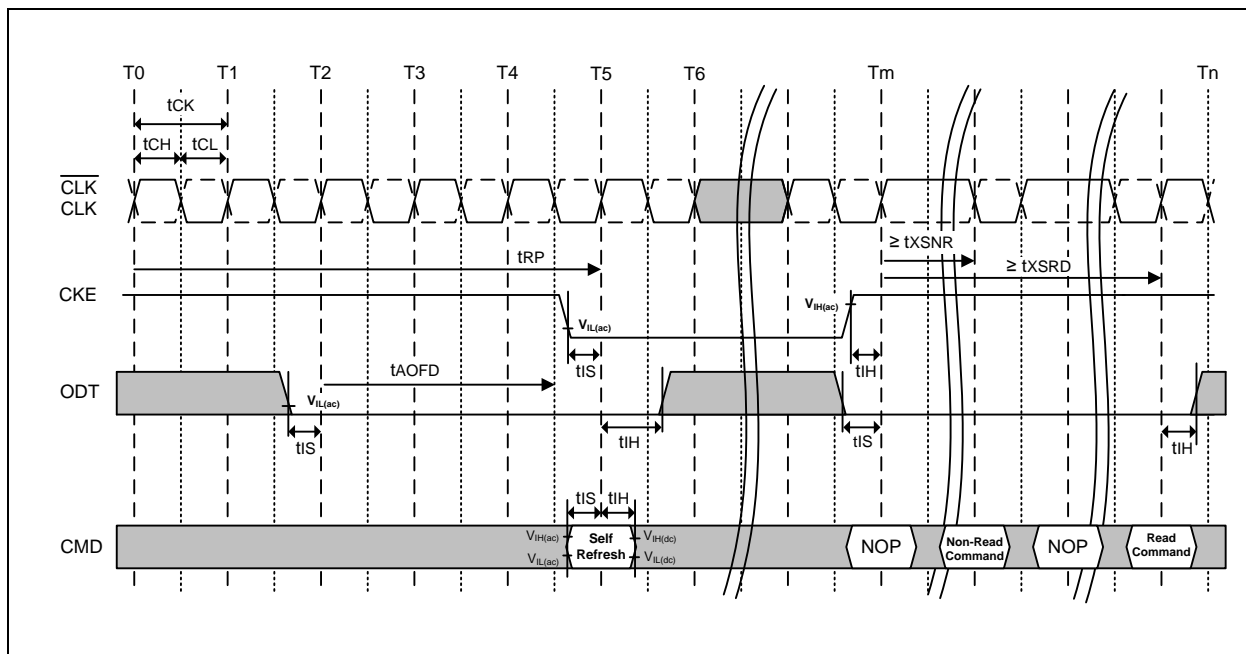 T0 T1 T2 T3 T4 T5 T6 Tm Tn
tCK
tCH tCL
CLK
CLK
≥ tXSNR
tRP
≥ tXSRD
CKE
VIH(ac)
VIL(ac)
tIS
tIH
tAOFD
ODT
VIL(ac)
tIS
tIH
tIS
tIH
tIS tIH
VIH(ac)
VIH(dc)
CMD
Self
Refresh
NOP
Non-Read
Command
NOP
Read
Command
VIL(ac)
VIL(dc)